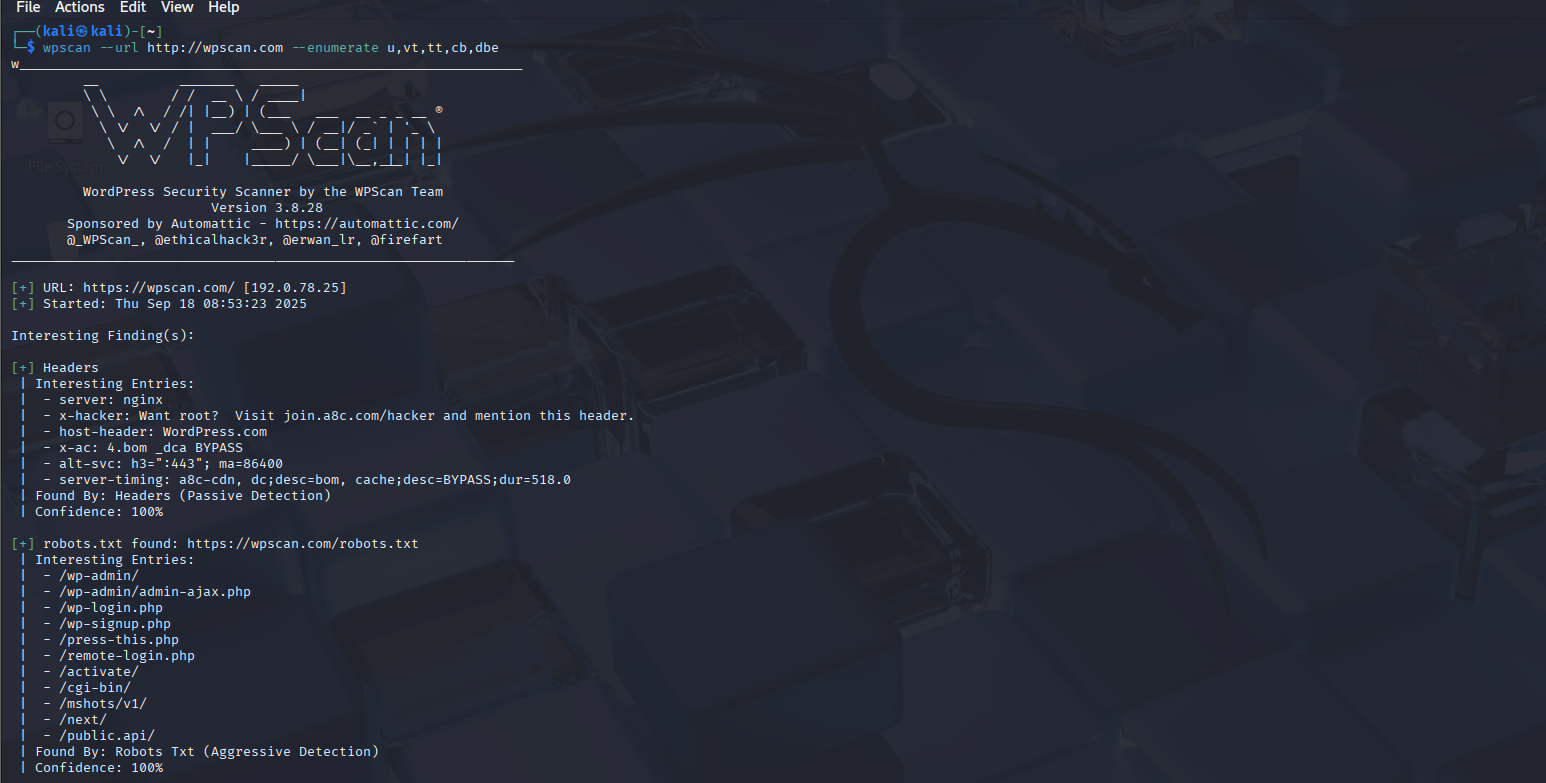 File Actions Edit View Help
┌──(kali㉿kali)-[~]
└─$ wpscan --url http://wpscan.com --enumerate u,vt,tt,cb,dbe
w_______________________________________________________________
WPScan ®
File System
WordPress Security Scanner by the WPScan Team
Version 3.8.28
Sponsored by Automattic - https://automattic.com/
@_WPScan_, @ethicalhack3r, @erwan_lr, @firefart
_______________________________________________________________
[+] URL: https://wpscan.com/ [192.0.78.25]
[+] Started: Thu Sep 18 08:53:23 2025
Interesting Finding(s):
[+] Headers
| Interesting Entries:
| - server: nginx
| - x-hacker: Want root?  Visit join.a8c.com/hacker and mention this header.
| - host-header: WordPress.com
| - x-ac: 4.bom _dca BYPASS
| - alt-svc: h3=":443"; ma=86400
| - server-timing: a8c-cdn, dc;desc=bom, cache;desc=BYPASS;dur=518.0
| Found By: Headers (Passive Detection)
| Confidence: 100%
[+] robots.txt found: https://wpscan.com/robots.txt
| Interesting Entries:
| - /wp-admin/
| - /wp-admin/admin-ajax.php
| - /wp-login.php
| - /wp-signup.php
| - /press-this.php
| - /remote-login.php
| - /activate/
| - /cgi-bin/
| - /mshots/v1/
| - /next/
| - /public.api/
| Found By: Robots Txt (Aggressive Detection)
| Confidence: 100%